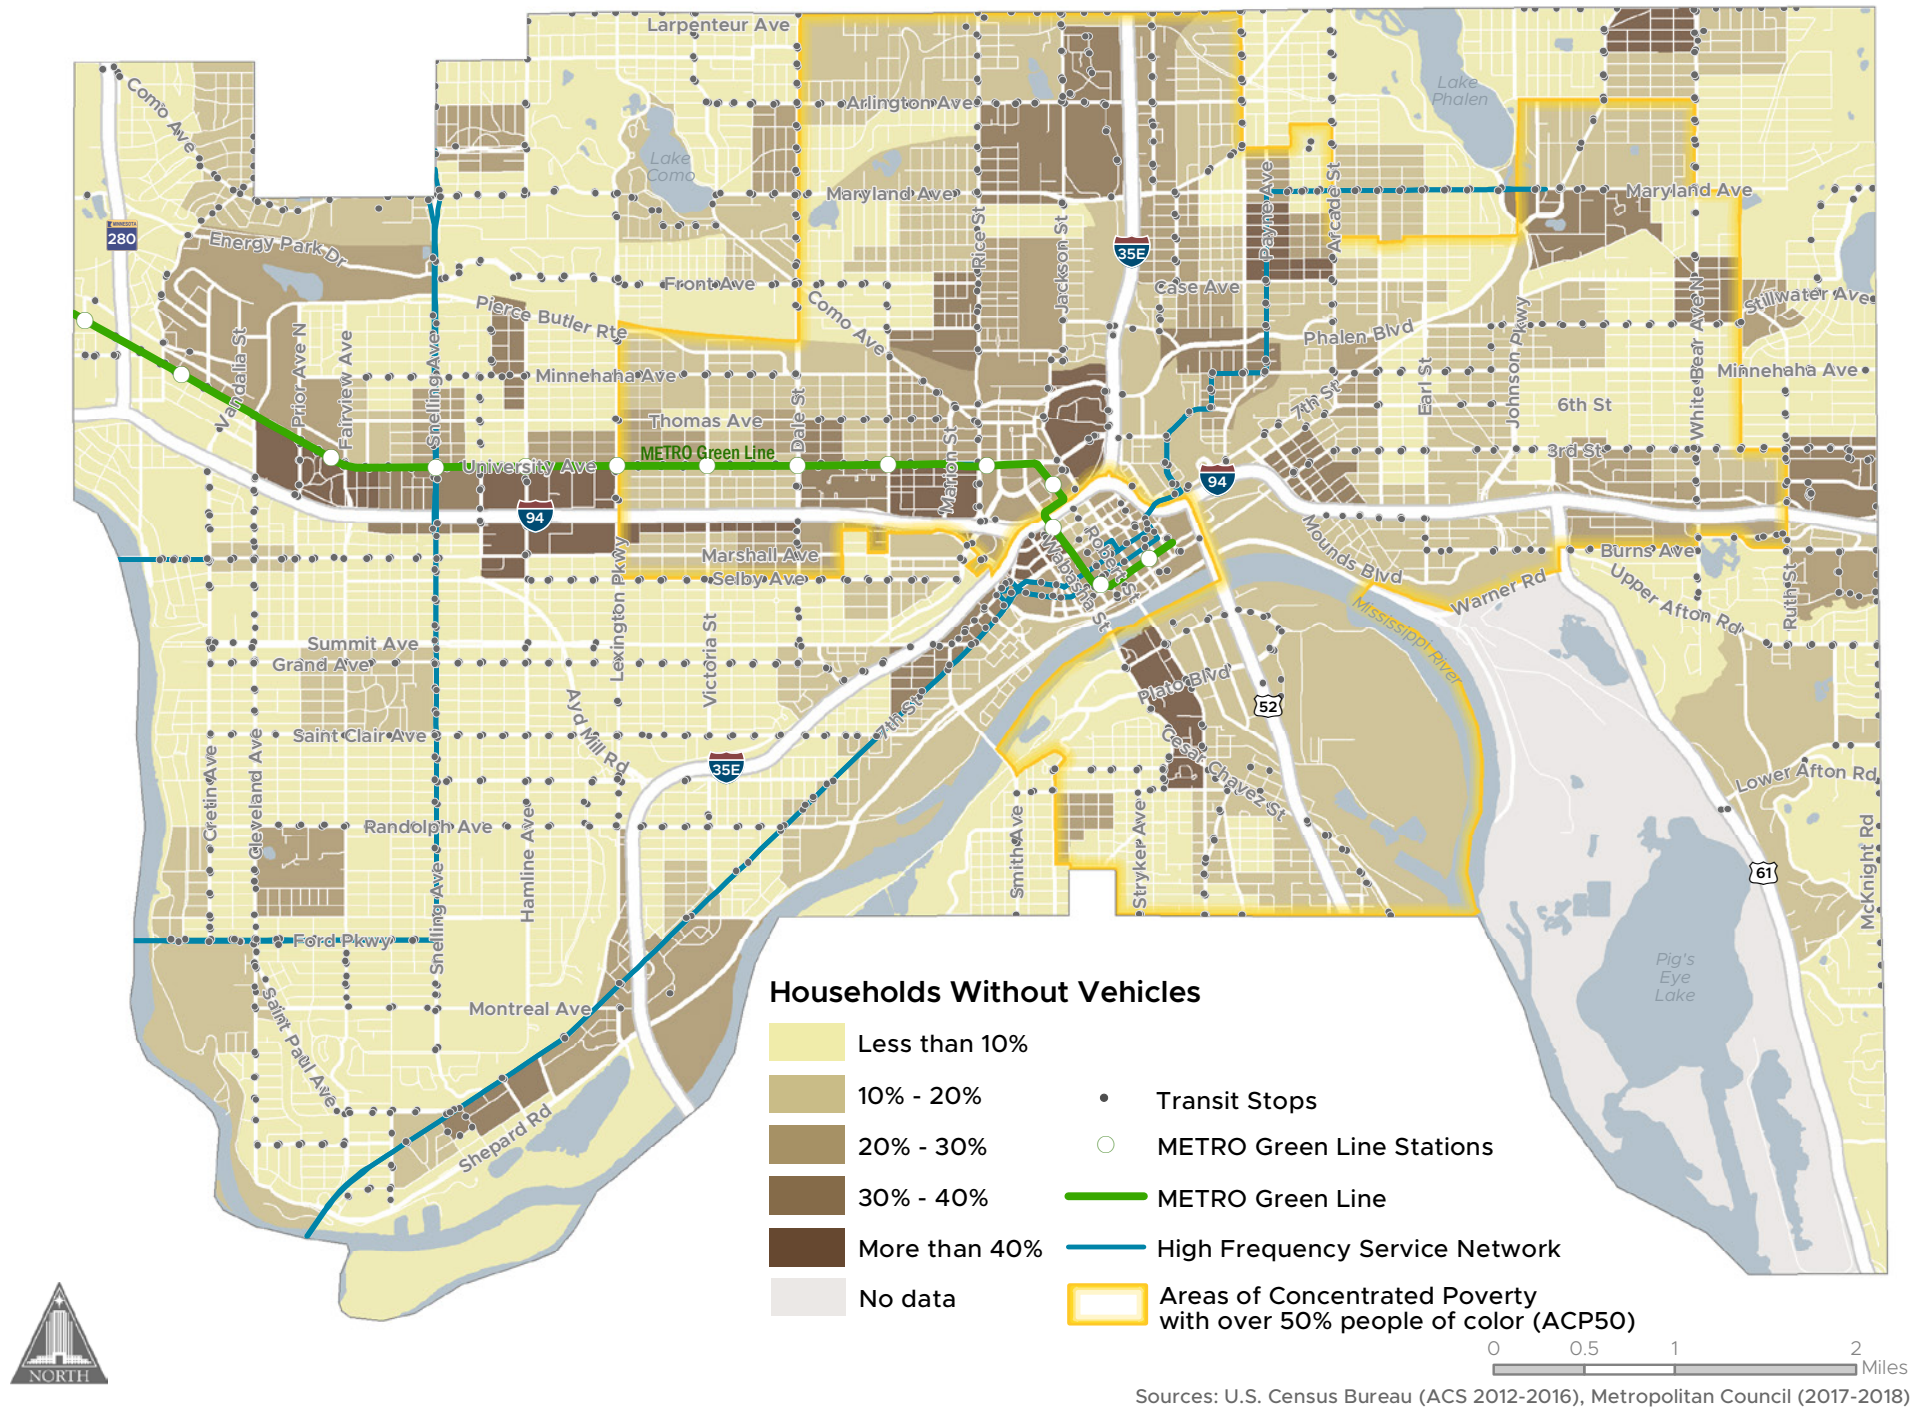 Larpenteur Ave
Como Ave
Lake
Phalen
Arlington Ave
Lake
Como
Maryland Ave
Maryland Ave
MINNESOTA
280
Energy Park Dr
Rice St
Jackson St
35E
Payne Ave
Arcade St
Front Ave
Case Ave
Pierce Butler Rte
Como Ave
Stillwater Ave
Phalen Blvd
Johnson Pkwy
White Bear Ave N
Vandalia St
Prior Ave N
Fairview Ave
Snelling Ave
Minnehaha Ave
Minnehaha Ave
Earl St
7th St
6th St
Thomas Ave
Dale St
Marion St
METRO Green Line
University Ave
3rd St
94
94
Marshall Ave
Selby Ave
Wabasha St
Robert St
Mounds Blvd
Burns Ave
Warner Rd
Upper Afton Rd
Ruth St
Mississippi River
Summit Ave
Grand Ave
Lexington Pkwy
Victoria St
Plato Blvd
52
Ayd Mill Rd
7th St
Saint Clair Ave
Cesar Chavez St
35E
Lower Afton Rd
Cretin Ave
Cleveland Ave
Randolph Ave
Hamline Ave
Snelling Ave
Smith Ave
Stryker Ave
61
McKnight Rd
Ford Pkwy
Pig's
Eye
Lake
Saint Paul Ave
Montreal Ave
Shepard Rd
Households Without Vehicles
Less than 10%
10% - 20%
20% - 30%
30% - 40%
More than 40%
No data
Transit Stops
METRO Green Line Stations
METRO Green Line
High Frequency Service Network
Areas of Concentrated Poverty
with over 50% people of color (ACP50)
NORTH
0 0.5 1 2
Miles
Sources: U.S. Census Bureau (ACS 2012-2016), Metropolitan Council (2017-2018)